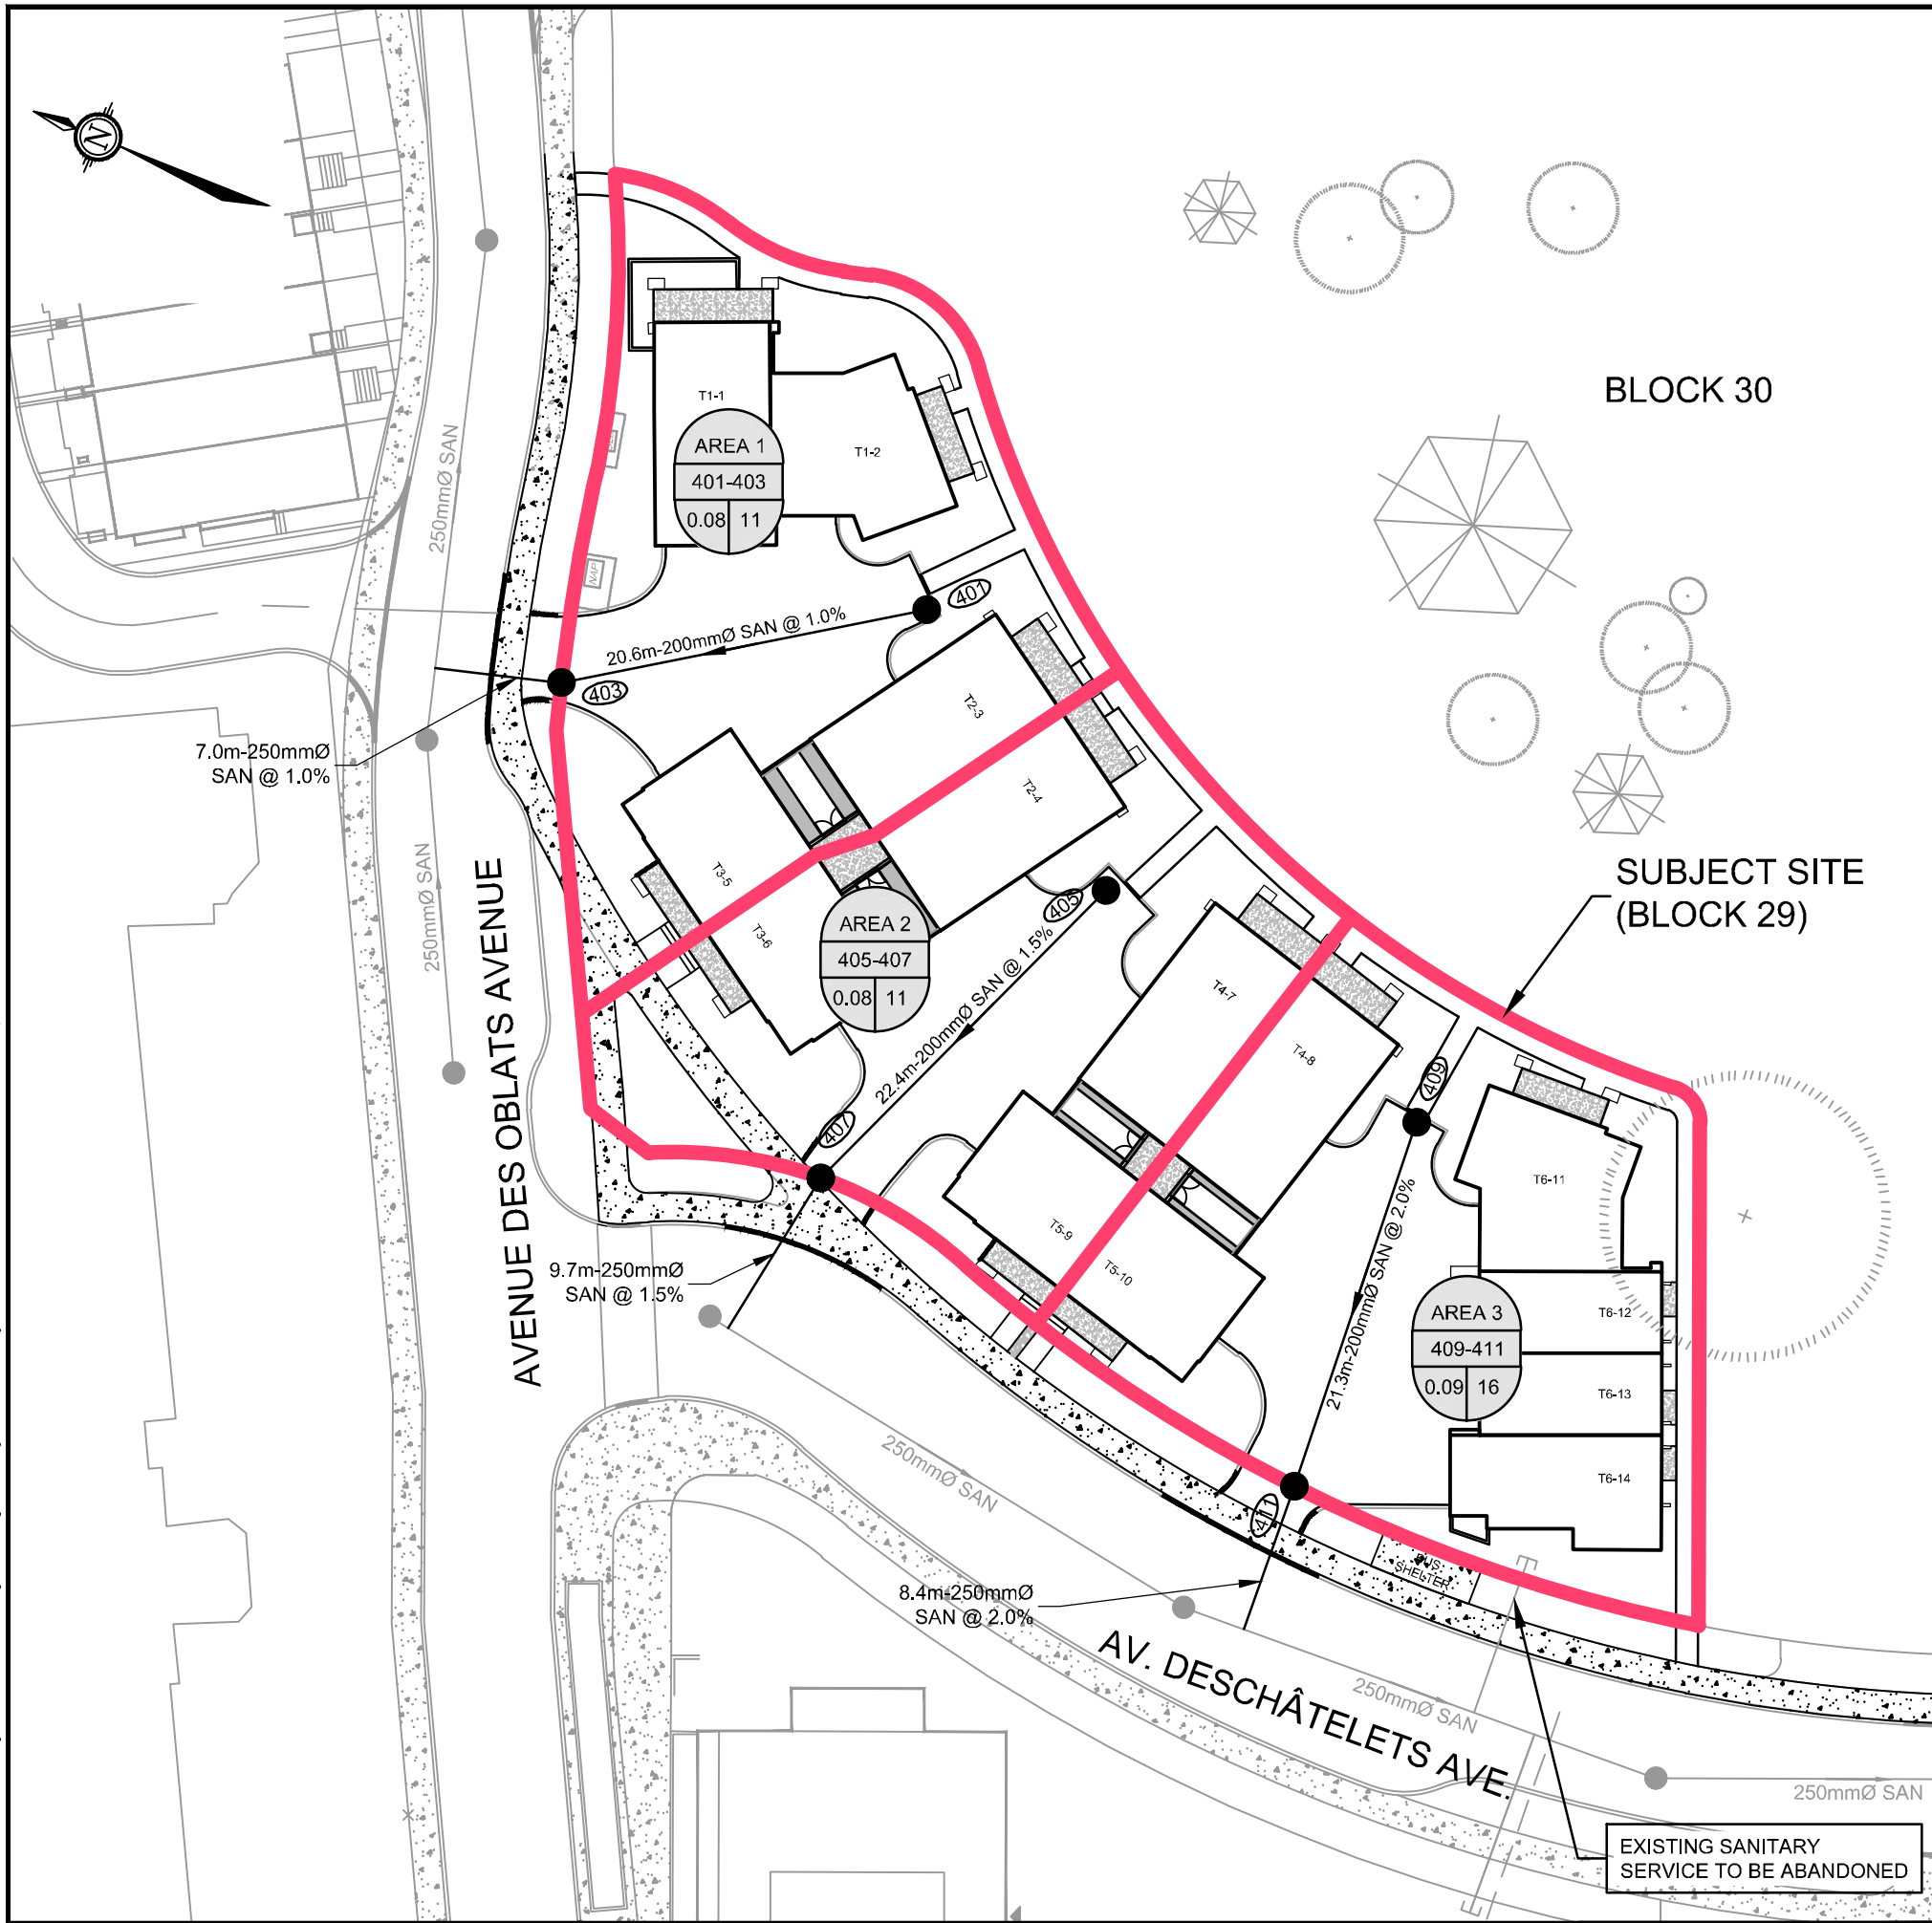 N
BLOCK 30
T1-1
T1-2
AREA 1
401-403
0.08 11
250mmØ SAN
NAP
401
20.6m-200mmØ SAN @ 1.0%
403
7.0m-250mmØ
SAN @ 1.0%
T2-3
T2-4
T3-5
T3-6
250mmØ SAN
AVENUE DES OBLATS AVENUE
SUBJECT SITE
(BLOCK 29)
AREA 2
405-407
0.08 11
405
22.4m-200mmØ SAN @ 1.5%
407
T4-7
T4-8
T5-9
T5-10
409
21.3m-200mmØ SAN @ 2.0%
411
T6-11
T6-12
T6-13
T6-14
AREA 3
409-411
0.09 16
9.7m-250mmØ
SAN @ 1.5%
250mmØ SAN
8.4m-250mmØ
SAN @ 2.0%
BUS
SHELTER
AV. DESCHÂTELETS AVE.
250mmØ SAN
250mmØ SAN
EXISTING SANITARY
SERVICE TO BE ABANDONED